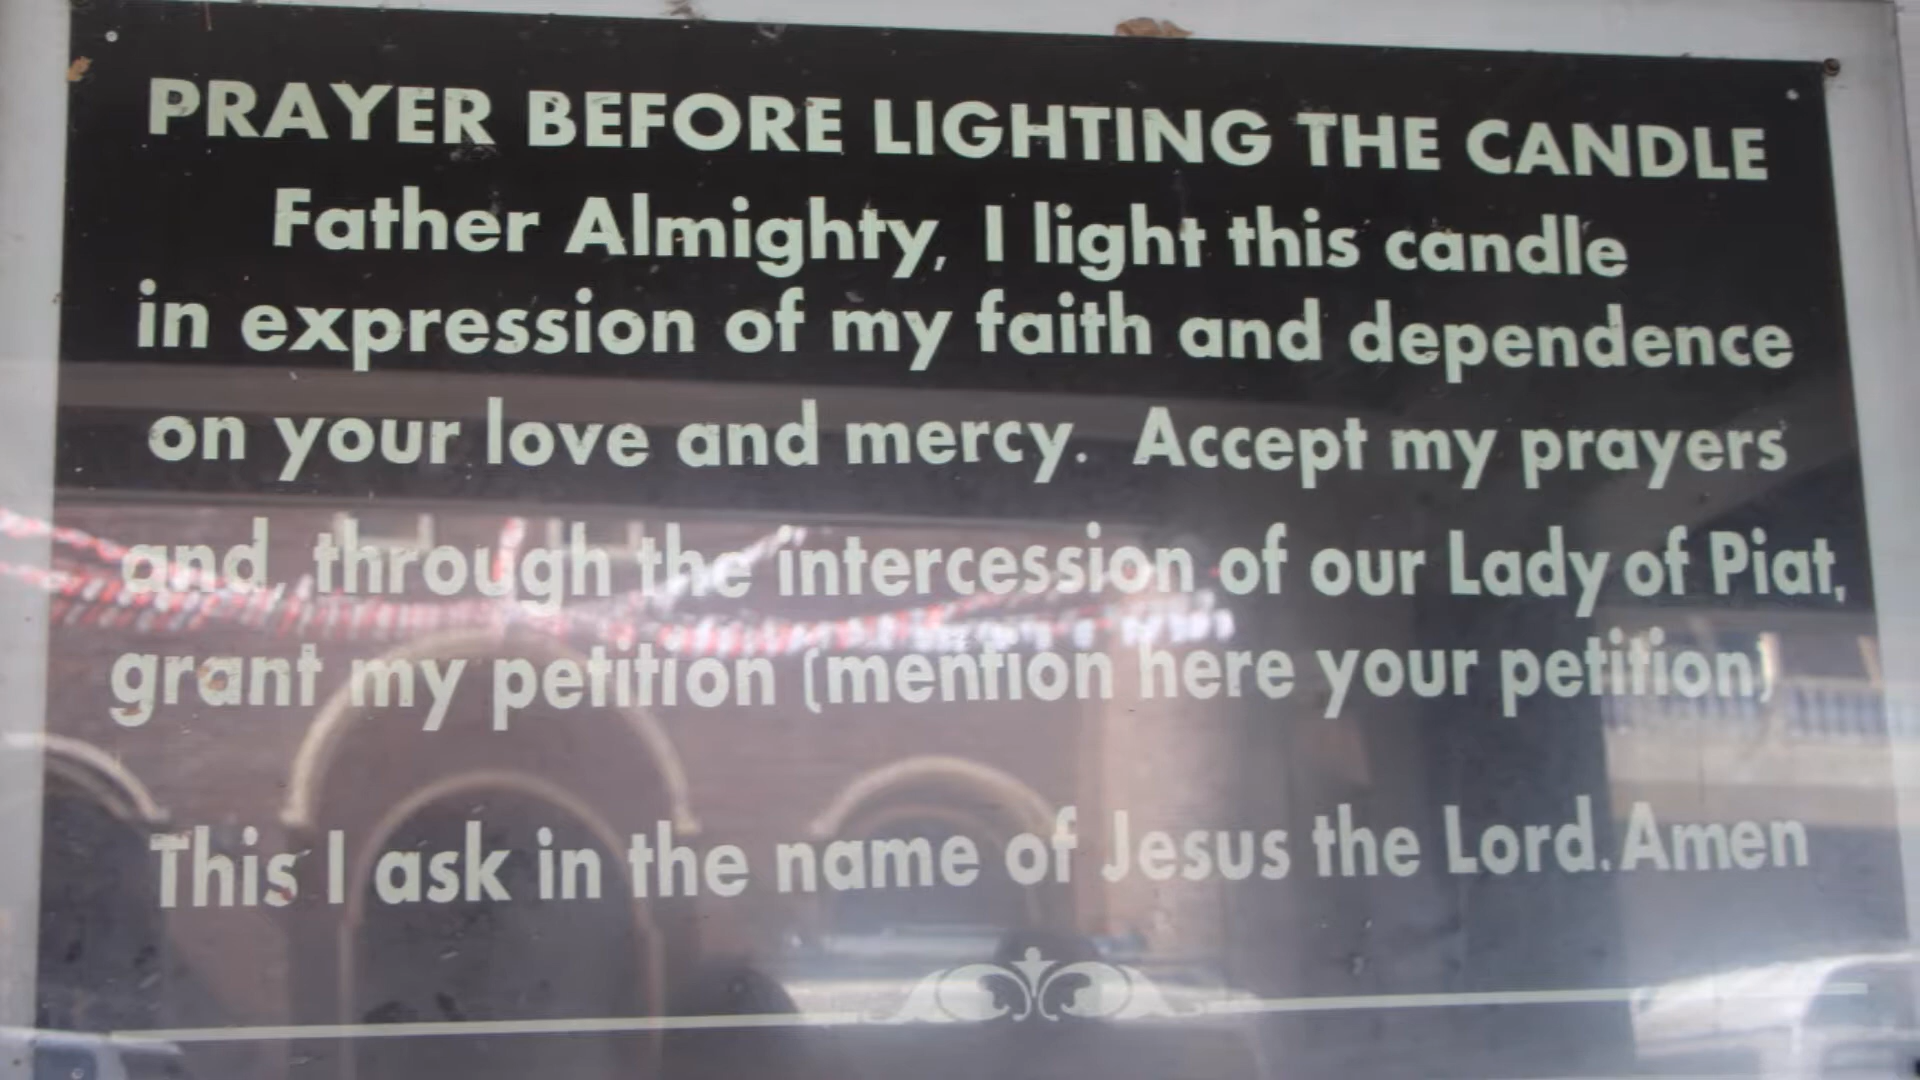 PRAYER BEFORE LIGHTING THE CANDLE
Father Almighty, I light this candle
in expression of my faith and dependence
on your love and mercy. Accept my prayers
and, through the intercession of our Lady of Piat,
grant my petition (mention here your petition)
This I ask in the name of Jesus the Lord. Amen